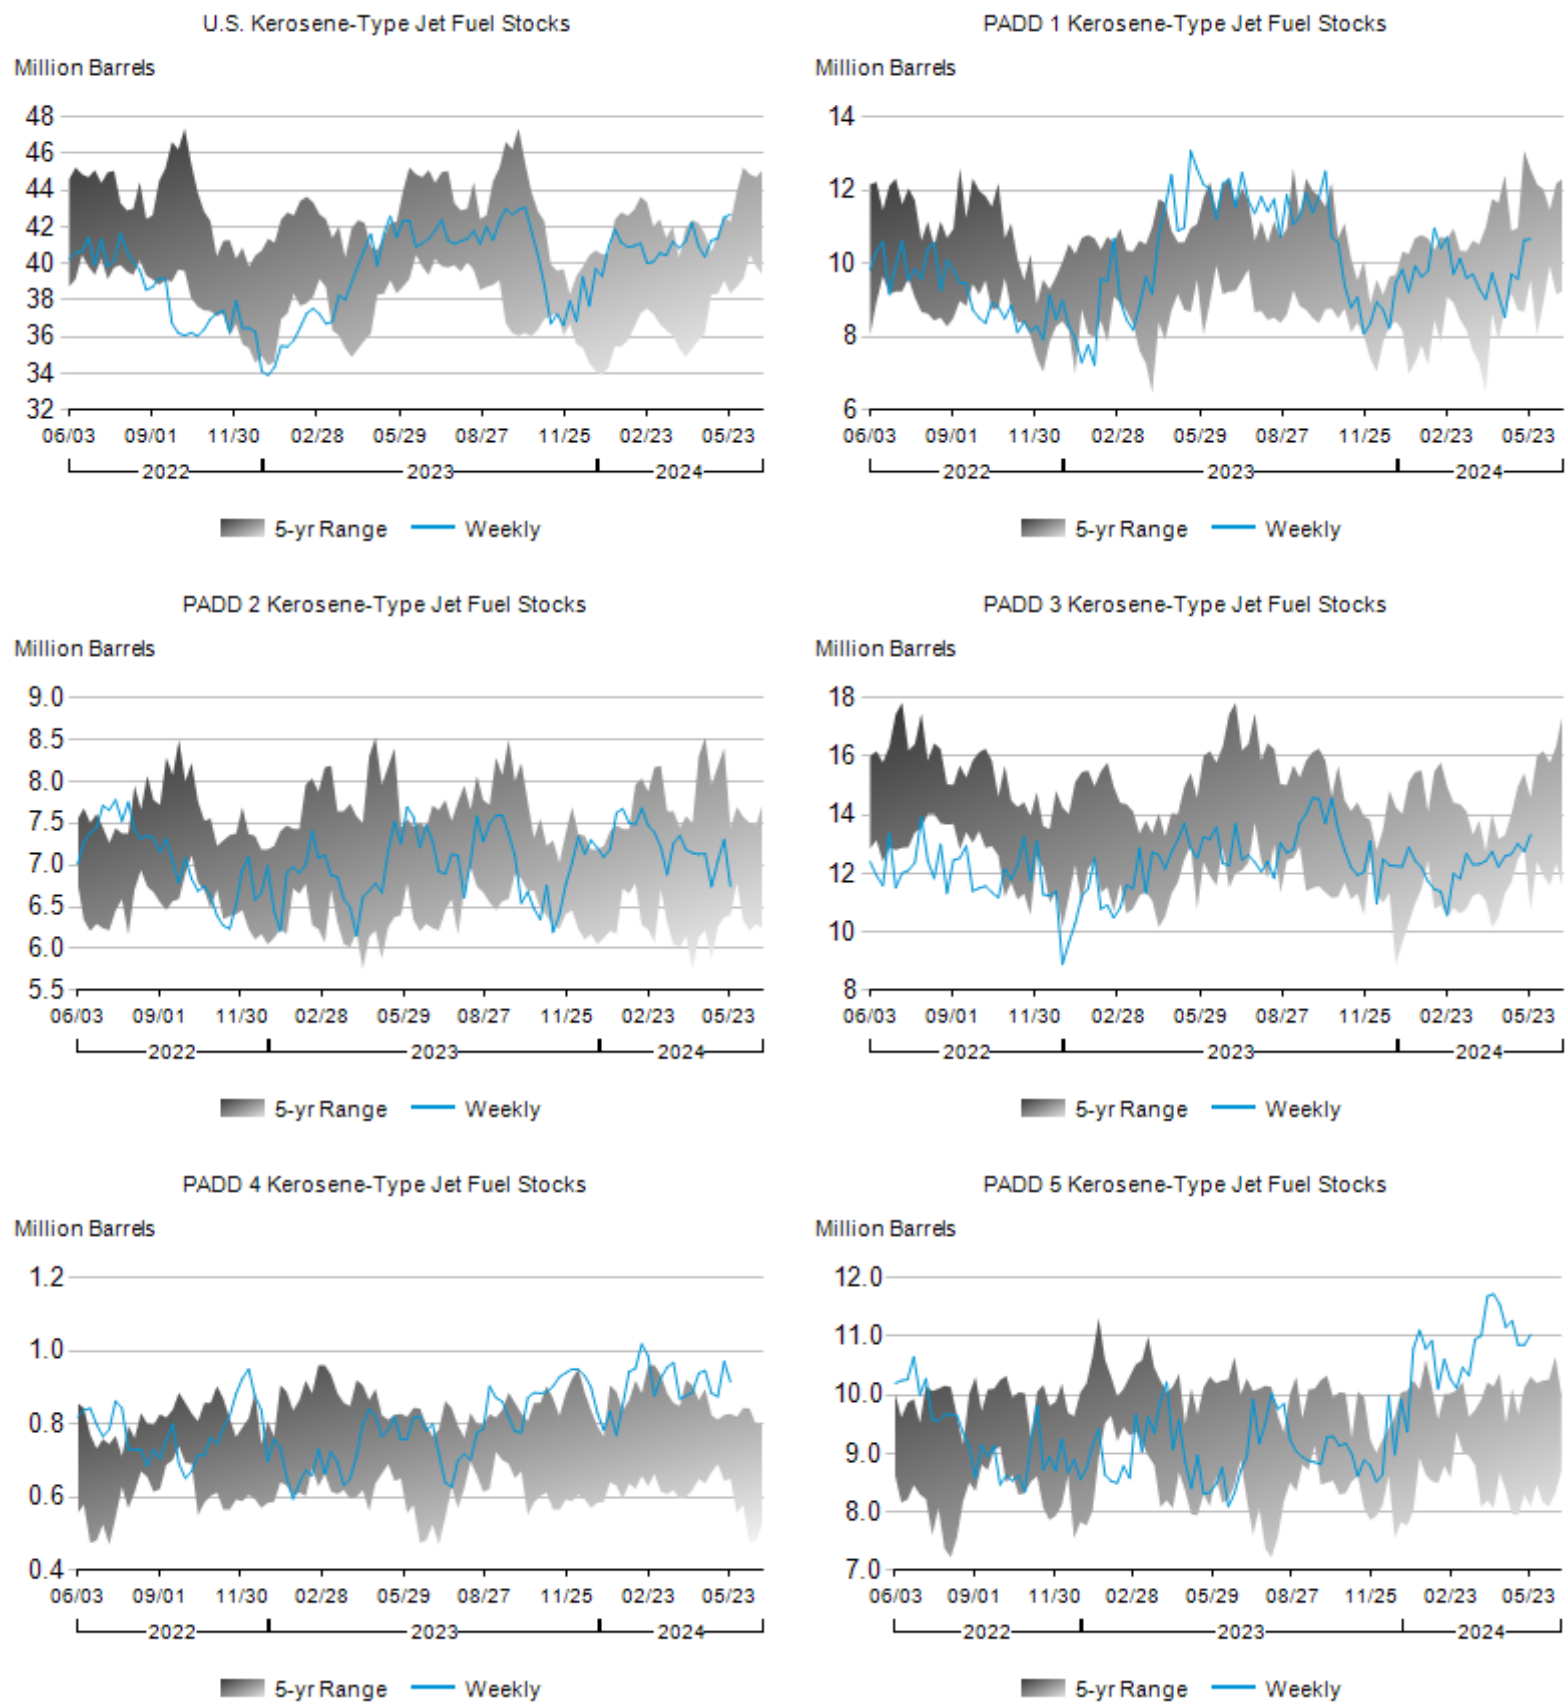 U.S. Kerosene-Type Jet Fuel Stocks
Million Barrels
48
46
44
42
40
38
36
34
32
06/03 09/01 11/30 02/28 05/29 08/27 11/25 02/23 05/23
2022 2023 2024
5-yr Range Weekly
PADD 1 Kerosene-Type Jet Fuel Stocks
Million Barrels
14
12
10
8
6
06/03 09/01 11/30 02/28 05/29 08/27 11/25 02/23 05/23
2022 2023 2024
5-yr Range Weekly
PADD 2 Kerosene-Type Jet Fuel Stocks
Million Barrels
9.0
8.5
8.0
7.5
7.0
6.5
6.0
5.5
06/03 09/01 11/30 02/28 05/29 08/27 11/25 02/23 05/23
2022 2023 2024
5-yr Range Weekly
PADD 3 Kerosene-Type Jet Fuel Stocks
Million Barrels
18
16
14
12
10
8
06/03 09/01 11/30 02/28 05/29 08/27 11/25 02/23 05/23
2022 2023 2024
5-yr Range Weekly
PADD 4 Kerosene-Type Jet Fuel Stocks
Million Barrels
1.2
1.0
0.8
0.6
0.4
06/03 09/01 11/30 02/28 05/29 08/27 11/25 02/23 05/23
2022 2023 2024
5-yr Range Weekly
PADD 5 Kerosene-Type Jet Fuel Stocks
Million Barrels
12.0
11.0
10.0
9.0
8.0
7.0
06/03 09/01 11/30 02/28 05/29 08/27 11/25 02/23 05/23
2022 2023 2024
5-yr Range Weekly